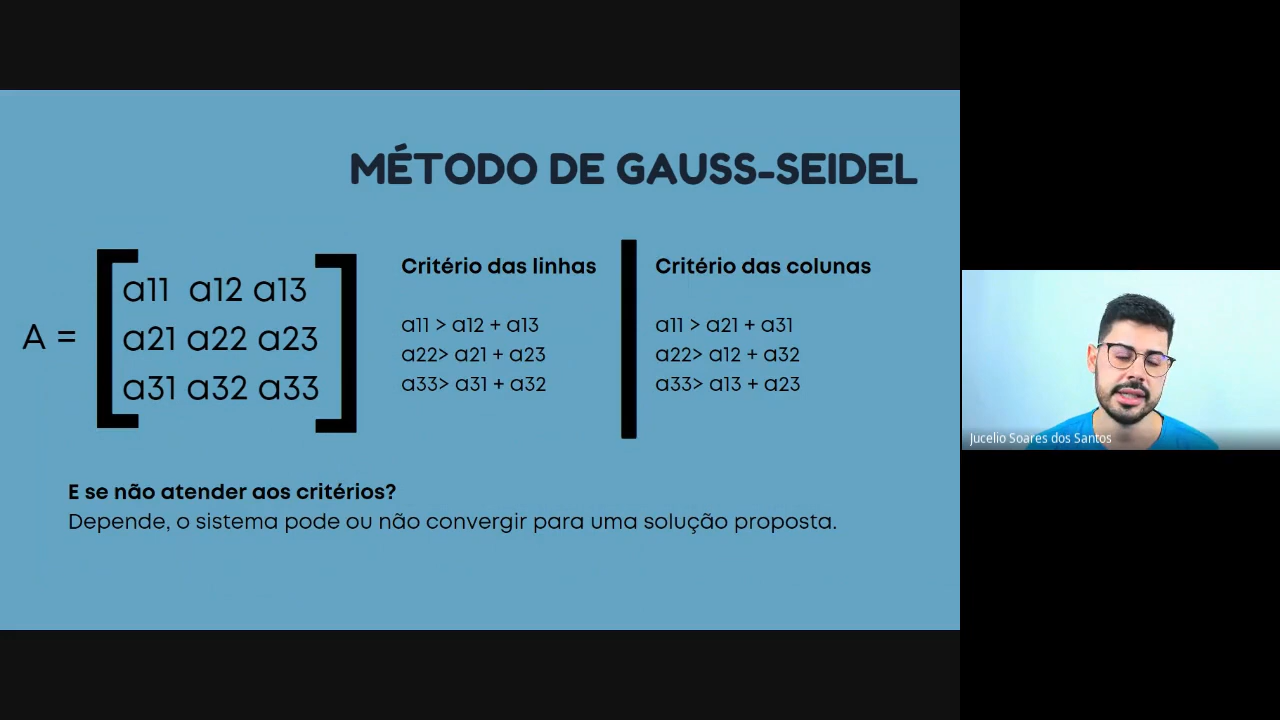 MÉTODO DE GAUSS-SEIDEL
A =
a11 a12 a13
a21 a22 a23
a31 a32 a33
Critério das linhas
a11 > a12 + a13
a22> a21 + a23
a33> a31 + a32
Critério das colunas
a11 > a21 + a31
a22> a12 + a32
a33> a13 + a23
E se não atender aos critérios?
Depende, o sistema pode ou não convergir para uma solução proposta.
Jucelio Soares dos Santos